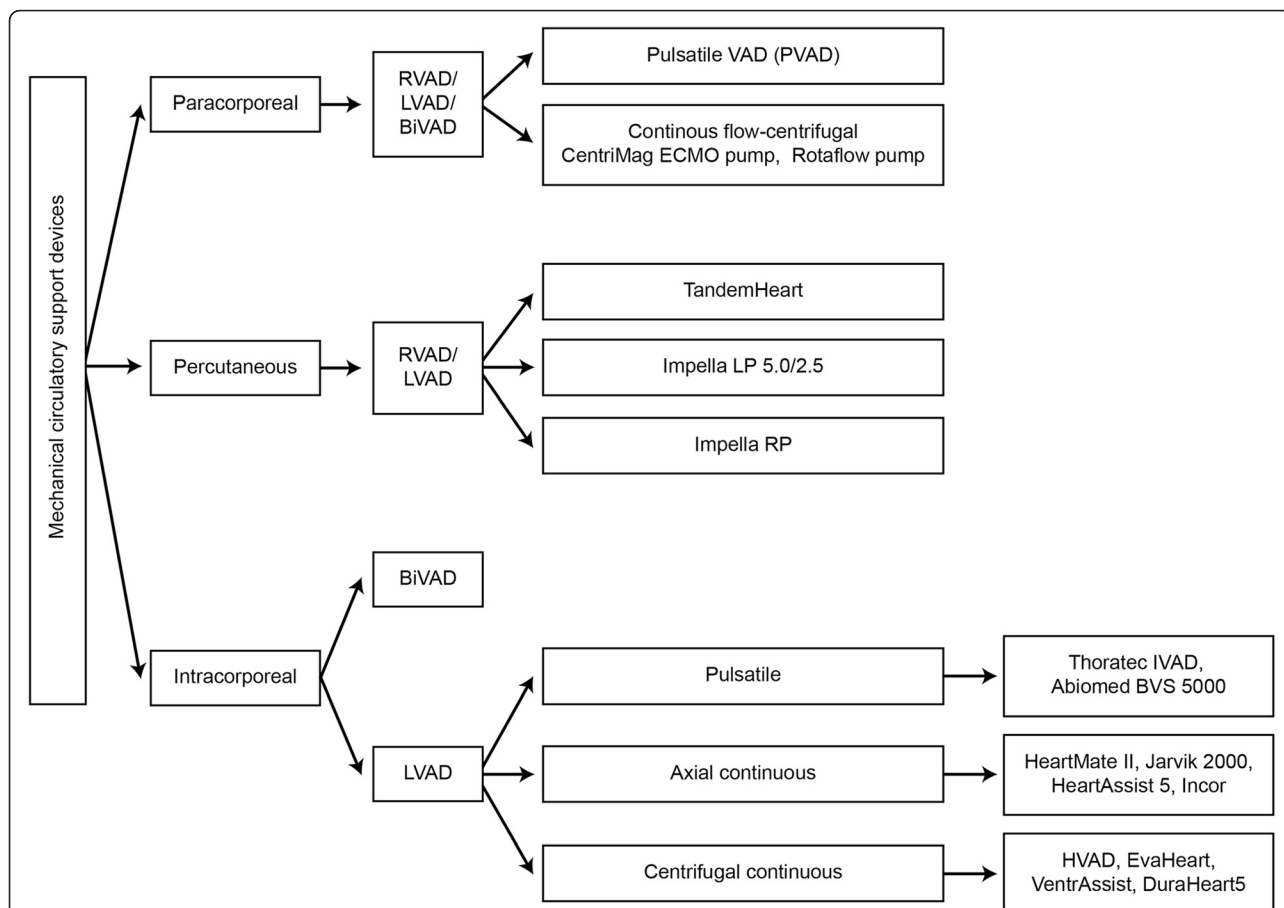 Mechanical circulatory support devices
Paracorporeal
RVAD/
LVAD/
BiVAD
Pulsatile VAD (PVAD)
Continous flow-centrifugal
CentriMag ECMO pump, Rotaflow pump
Percutaneous
RVAD/
LVAD
TandemHeart
Impella LP 5.0/2.5
Impella RP
Intracorporeal
BiVAD
LVAD
Pulsatile
Thoratec IVAD,
Abiomed BVS 5000
Axial continuous
HeartMate II, Jarvik 2000,
HeartAssist 5, Incor
Centrifugal continuous
HVAD, EvaHeart,
VentrAssist, DuraHeart5